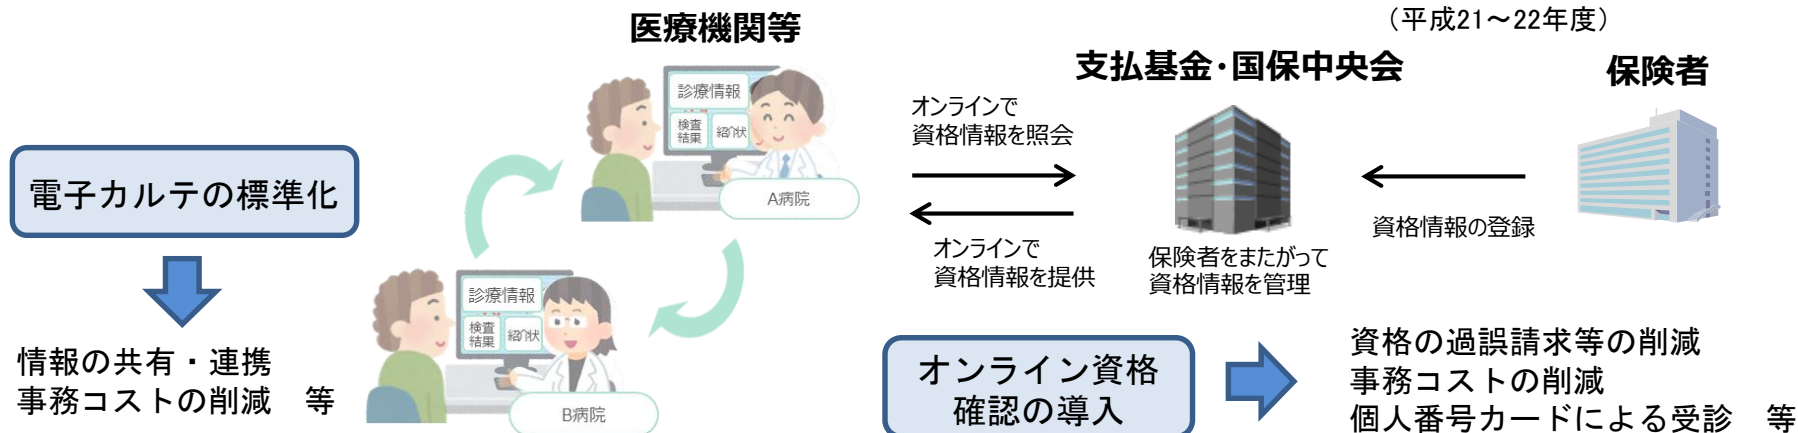 （平成21～22年度）
医療機関等
支払基金･国保中央会
保険者
診療情報
検査
結果
紹介状
A病院
オンラインで
資格情報を照会
オンラインで
資格情報を提供
保険者をまたがって
資格情報を管理
資格情報の登録
電子カルテの標準化
情報の共有・連携
事務コストの削減　等
診療情報
検査
結果
紹介状
B病院
オンライン資格
確認の導入
資格の過誤請求等の削減
事務コストの削減
個人番号カードによる受診　等